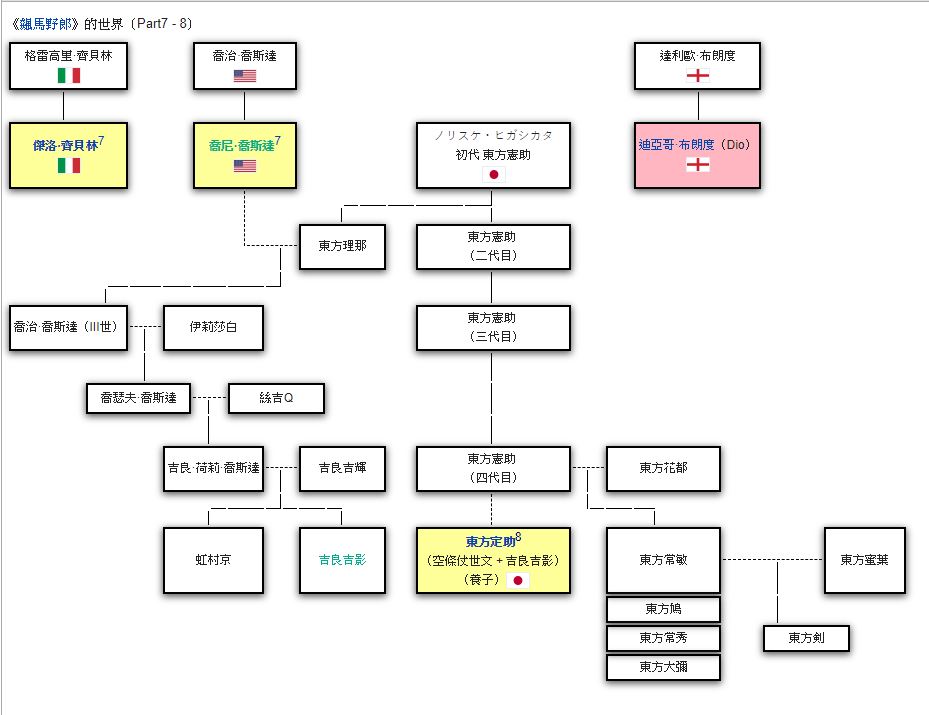 《飆馬野郎》的世界〔Part7 - 8〕
格雷高里·齊貝林
喬治·喬斯達
達利歐·布朗度
傑洛·齊貝林7
喬尼·喬斯達7
ノリスケ・ヒガシカタ
初代 東方憲助
迪亞哥·布朗度（Dio）
東方理那
東方憲助
（二代目）
喬治·喬斯達（III世）
伊莉莎白
東方憲助
（三代目）
喬瑟夫·喬斯達
絲吉Q
吉良·荷莉·喬斯達
吉良吉輝
東方憲助
（四代目）
東方花都
虹村京
吉良吉影
東方定助8
（空條仗世文 + 吉良吉影）
（養子）
東方常敏
東方蜜葉
東方鳩
東方常秀
東方大彌
東方剣